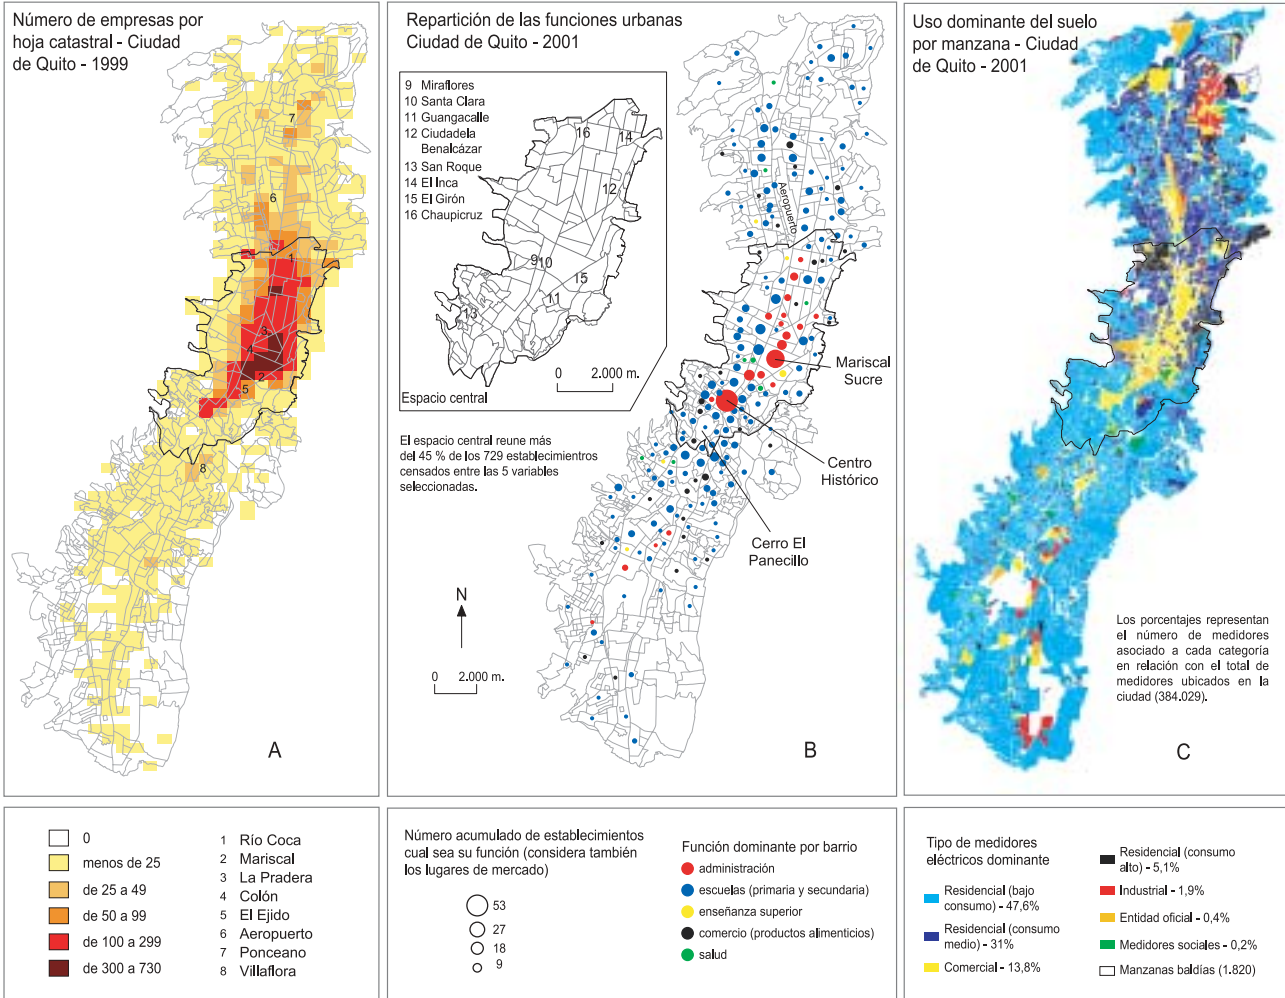 Número de empresas por
hoja catastral - Ciudad
de Quito - 1999
7
6
1
3
4
2
5
8
A
Repartición de las funciones urbanas
Ciudad de Quito - 2001
9 Miraflores
10 Santa Clara
11 Guangacalle
12 Ciudadela
Benalcázar
13 San Roque
14 El Inca
15 El Girón
16 Chaupicruz
16
14
12
9
10
15
11
13
0 2.000 m.
Espacio central
El espacio central reune más
del 45 % de los 729 establecimientros
censados entre las 5 variables
seleccionadas.
Aeropuerto
Mariscal
Sucre
Centro
Histórico
Cerro El
Panecillo
N
0 2.000 m.
B
Uso dominante del suelo
por manzana - Ciudad
de Quito - 2001
Los porcentajes representan
el número de medidores
asociado a cada categoría
en relación con el total de
medidores ubicados en la
ciudad (384.029).
C
0
menos de 25
de 25 a 49
de 50 a 99
de 100 a 299
de 300 a 730
1 Río Coca
2 Mariscal
3 La Pradera
4 Colón
5 El Ejido
6 Aeropuerto
7 Ponceano
8 Villaflora
Número acumulado de establecimientos
cual sea su función (considera también
los lugares de mercado)
53
27
18
9
Función dominante por barrio
administración
escuelas (primaria y secundaria)
enseñanza superior
comercio (productos alimenticios)
salud
Tipo de medidores
eléctricos dominante
Residencial (bajo
consumo) - 47,6%
Residencial (consumo
medio) - 31%
Comercial - 13,8%
Residencial (consumo
alto) - 5,1%
Industrial - 1,9%
Entidad oficial - 0,4%
Medidores sociales - 0,2%
Manzanas baldías (1.820)